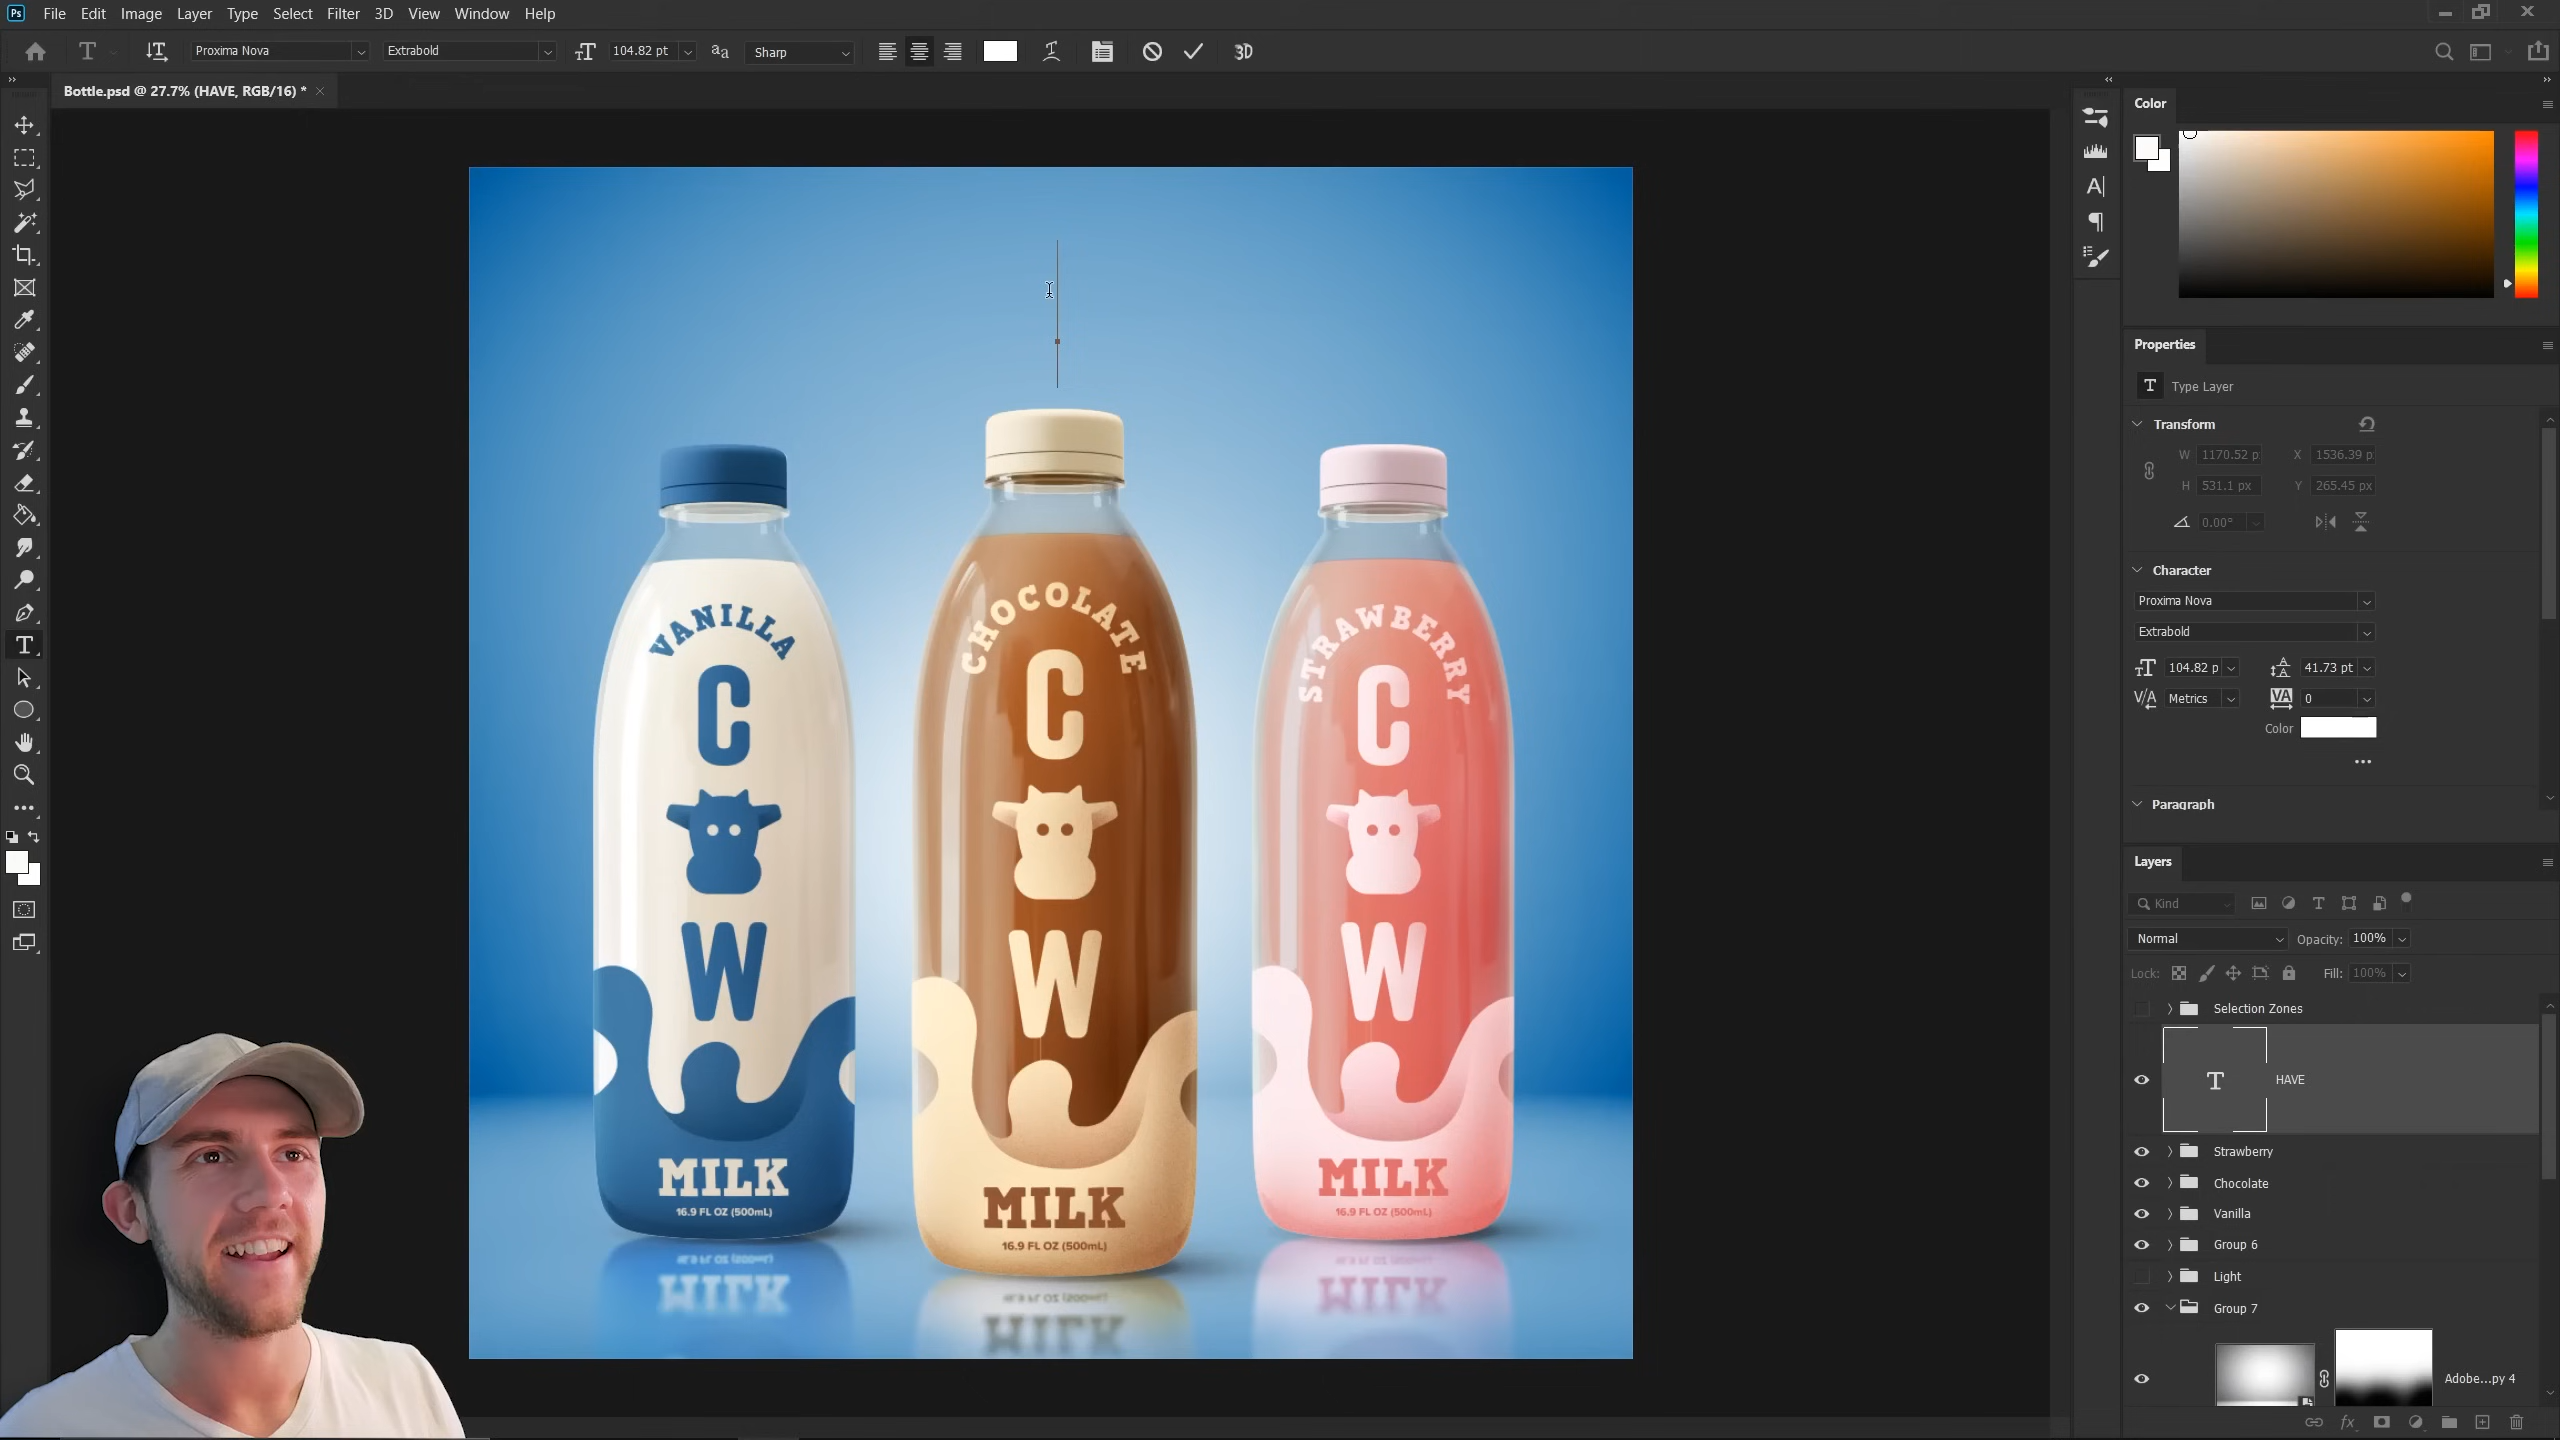 Ps File Edit Image Layer Type Select Filter 3D View Window Help
T Proxima Nova Extrabold 104.82 pt aa Sharp 3D
Bottle.psd @ 27.7% (HAVE, RGB/16) * ×
Color
Properties
T Type Layer
Transform
W 1170.52 p X 1536.39 p
H 531.1 px Y 265.45 px
0.00°
Character
Proxima Nova
Extrabold
104.82 p 41.73 pt
Metrics 0
Color
Paragraph
Layers
Kind
Normal Opacity: 100%
Lock: Fill: 100%
Selection Zones
T HAVE
Strawberry
Chocolate
Vanilla
Group 6
Light
Group 7
Adobe...py 4
VANILLA
C
W
MILK
16.9 FL OZ (500mL)
CHOCOLATE
C
W
MILK
16.9 FL OZ (500mL)
STRAWBERRY
C
W
MILK
16.9 FL OZ (500mL)